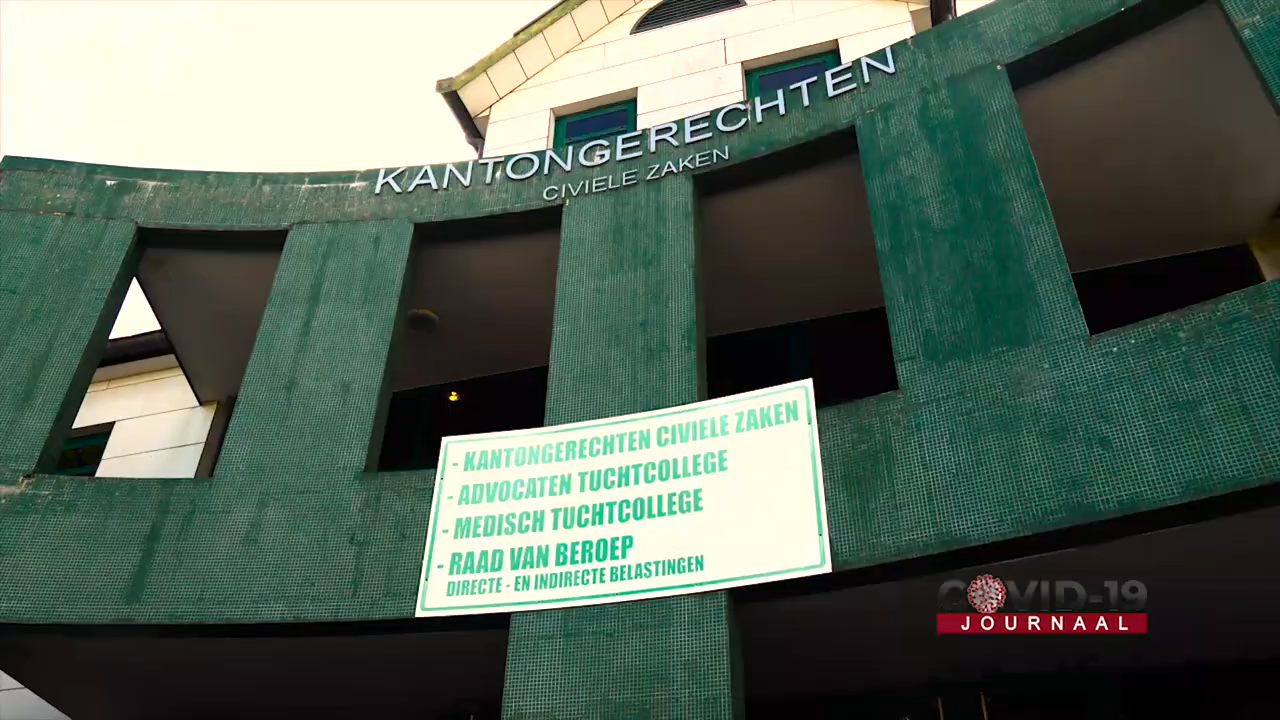 KANTONGERECHTEN
CIVIELE ZAKEN
- KANTONGERECHTEN CIVIELE ZAKEN
- ADVOCATEN TUCHTCOLLEGE
- MEDISCH TUCHTCOLLEGE
- RAAD VAN BEROEP
DIRECTE - EN INDIRECTE BELASTINGEN
COVID-19
JOURNAAL